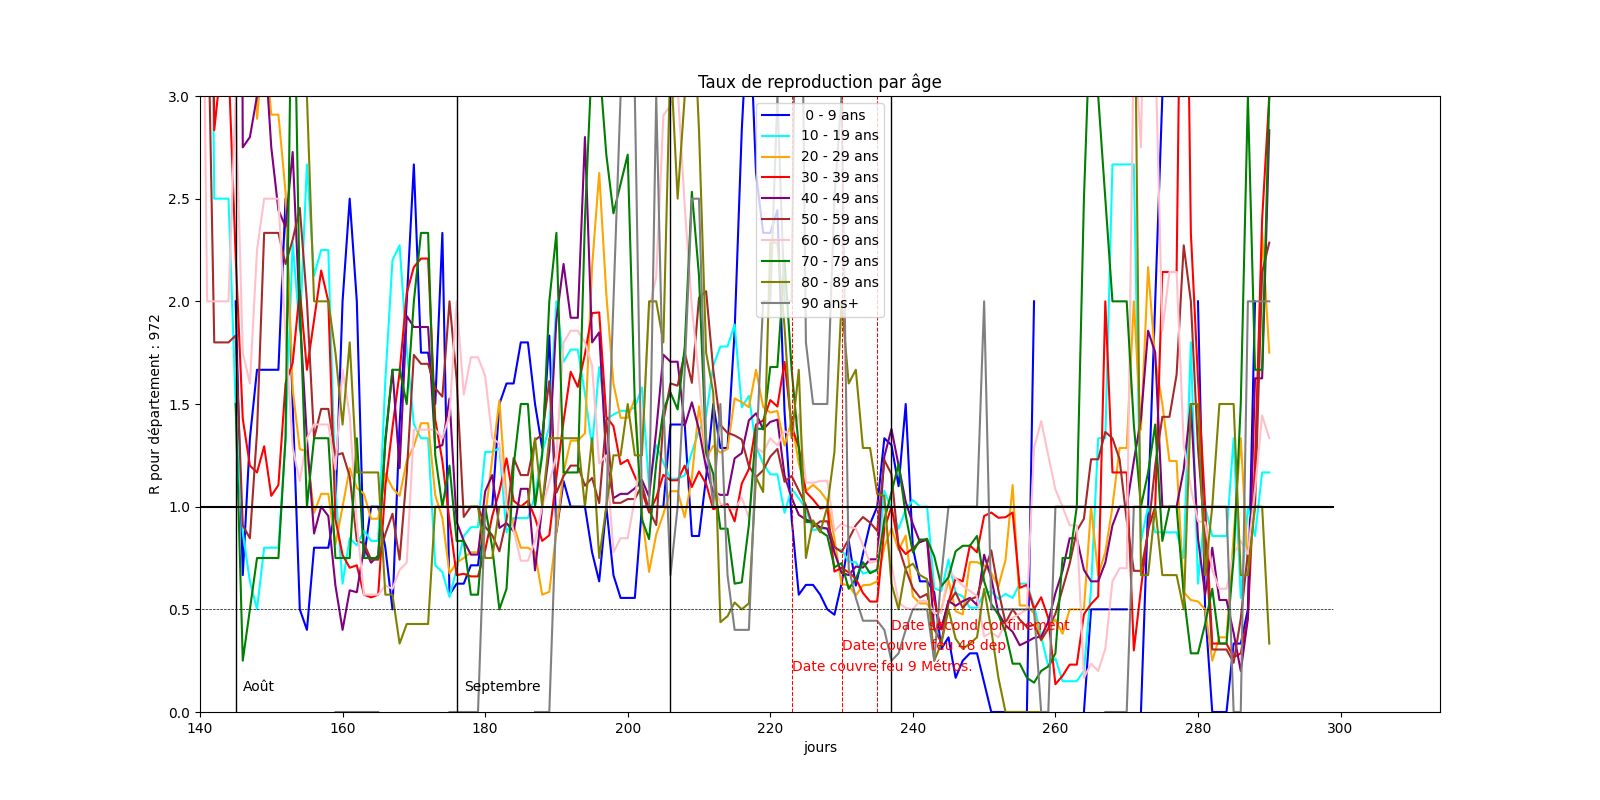 Taux de reproduction par âge
R pour département : 972
3.0
2.5
2.0
1.5
1.0
0.5
0.0
0 - 9 ans
10 - 19 ans
20 - 29 ans
30 - 39 ans
40 - 49 ans
50 - 59 ans
60 - 69 ans
70 - 79 ans
80 - 89 ans
90 ans+
Date second confinement
Date couvre feu 48 dep
Date couvre feu 9 Métros.
Août
Septembre
140
160
180
200
220
240
260
280
300
jours